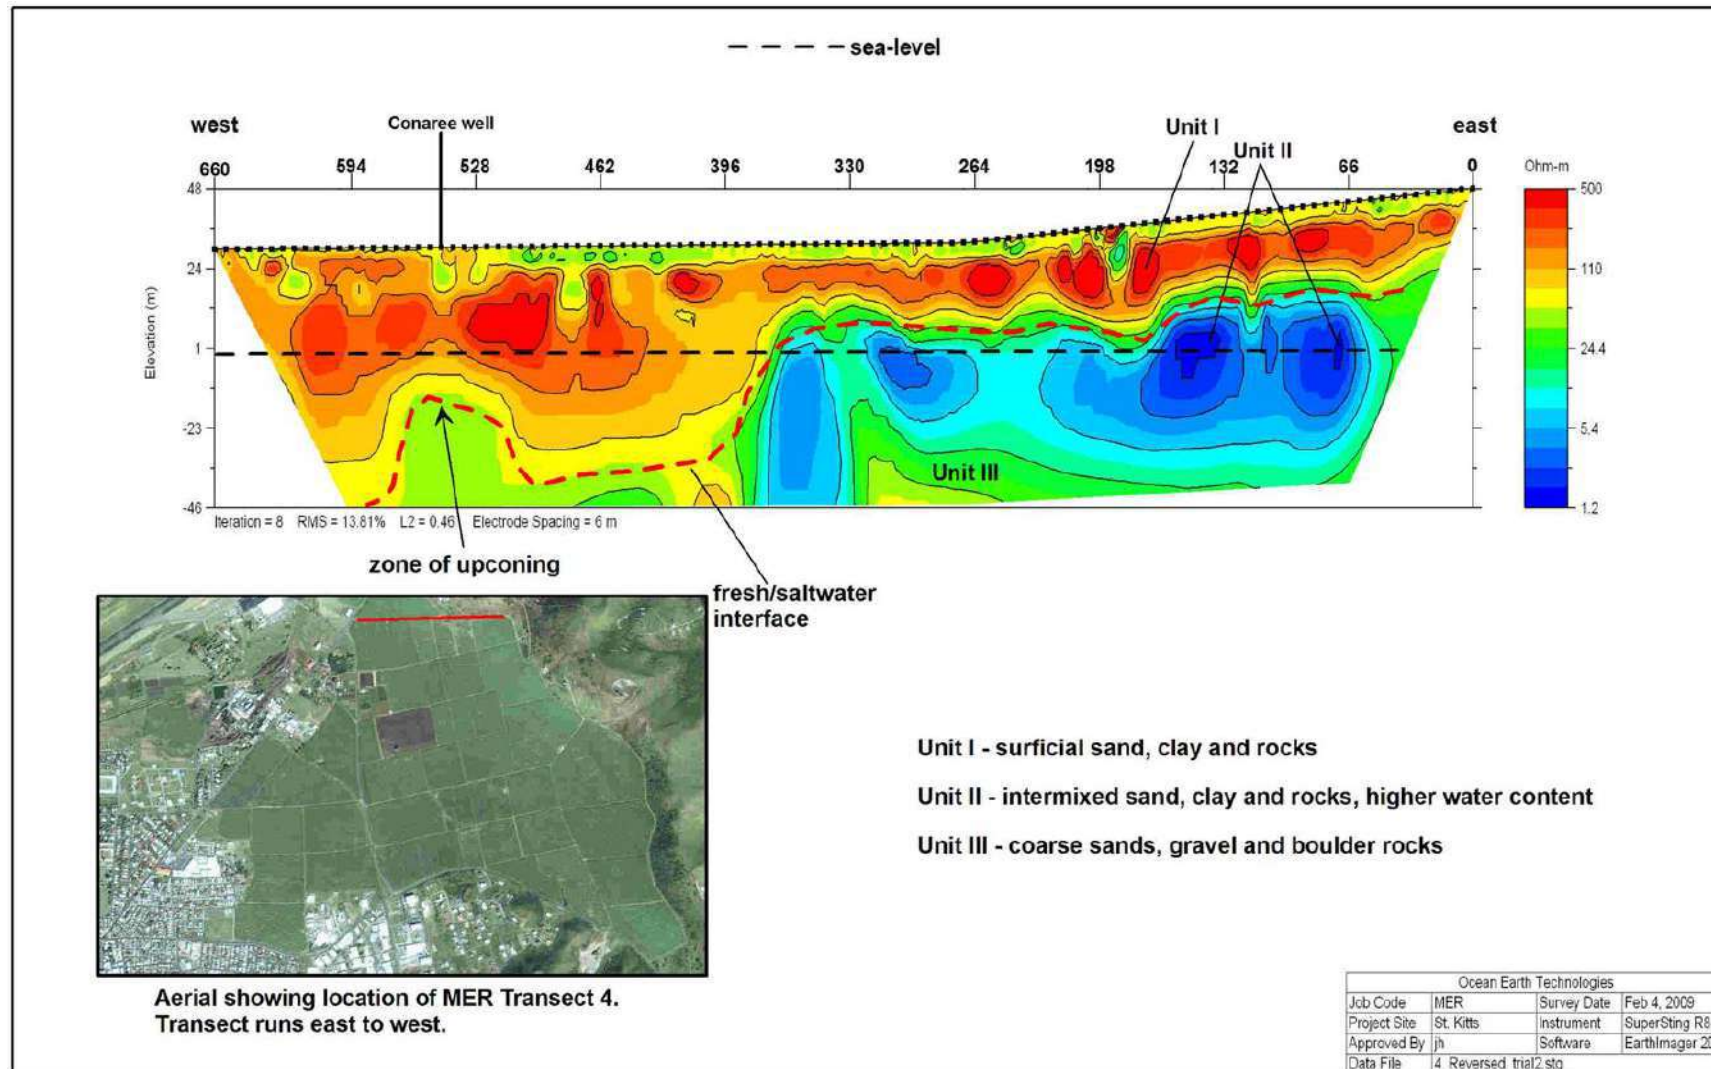 sea-level
west
Conaree well
Unit I
Unit II
east
660 594 528 462 396 330 264 198 132 66 0
Ohm-m
48
24
1
-23
-46
Elevation (m)
500
110
24.4
5.4
1.2
Unit III
Iteration = 8 RMS = 13.81% L2 = 0.46 Electrode Spacing = 6 m
zone of upconing
fresh/saltwater
interface
Unit I - surficial sand, clay and rocks
Unit II - intermixed sand, clay and rocks, higher water content
Unit III - coarse sands, gravel and boulder rocks
Aerial showing location of MER Transect 4.
Transect runs east to west.
Ocean Earth Technologies
Job Code MER Survey Date Feb 4, 2009
Project Site St. Kitts Instrument SuperSting R8
Approved By jh Software EarthImager 2D
Data File 4_Reversed_trial2.stg